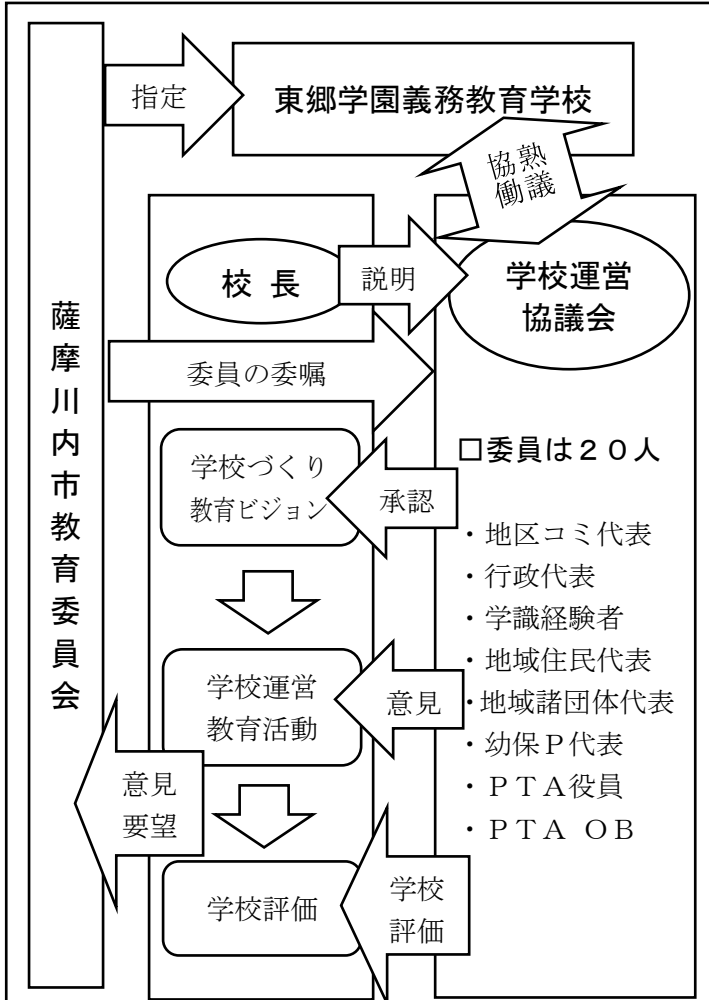 指定
東郷学園義務教育学校
熟議
協働
薩摩川内市教育委員会
校 長
説明
学校運営
協議会
委員の委嘱
学校づくり
教育ビジョン
承認
□委員は２０人
・地区コミ代表
・行政代表
・学識経験者
・地域住民代表
・地域諸団体代表
・幼保Ｐ代表
・ＰＴＡ役員
・ＰＴＡ ＯＢ
学校運営
教育活動
意見
意見
要望
学校評価
学校
評価